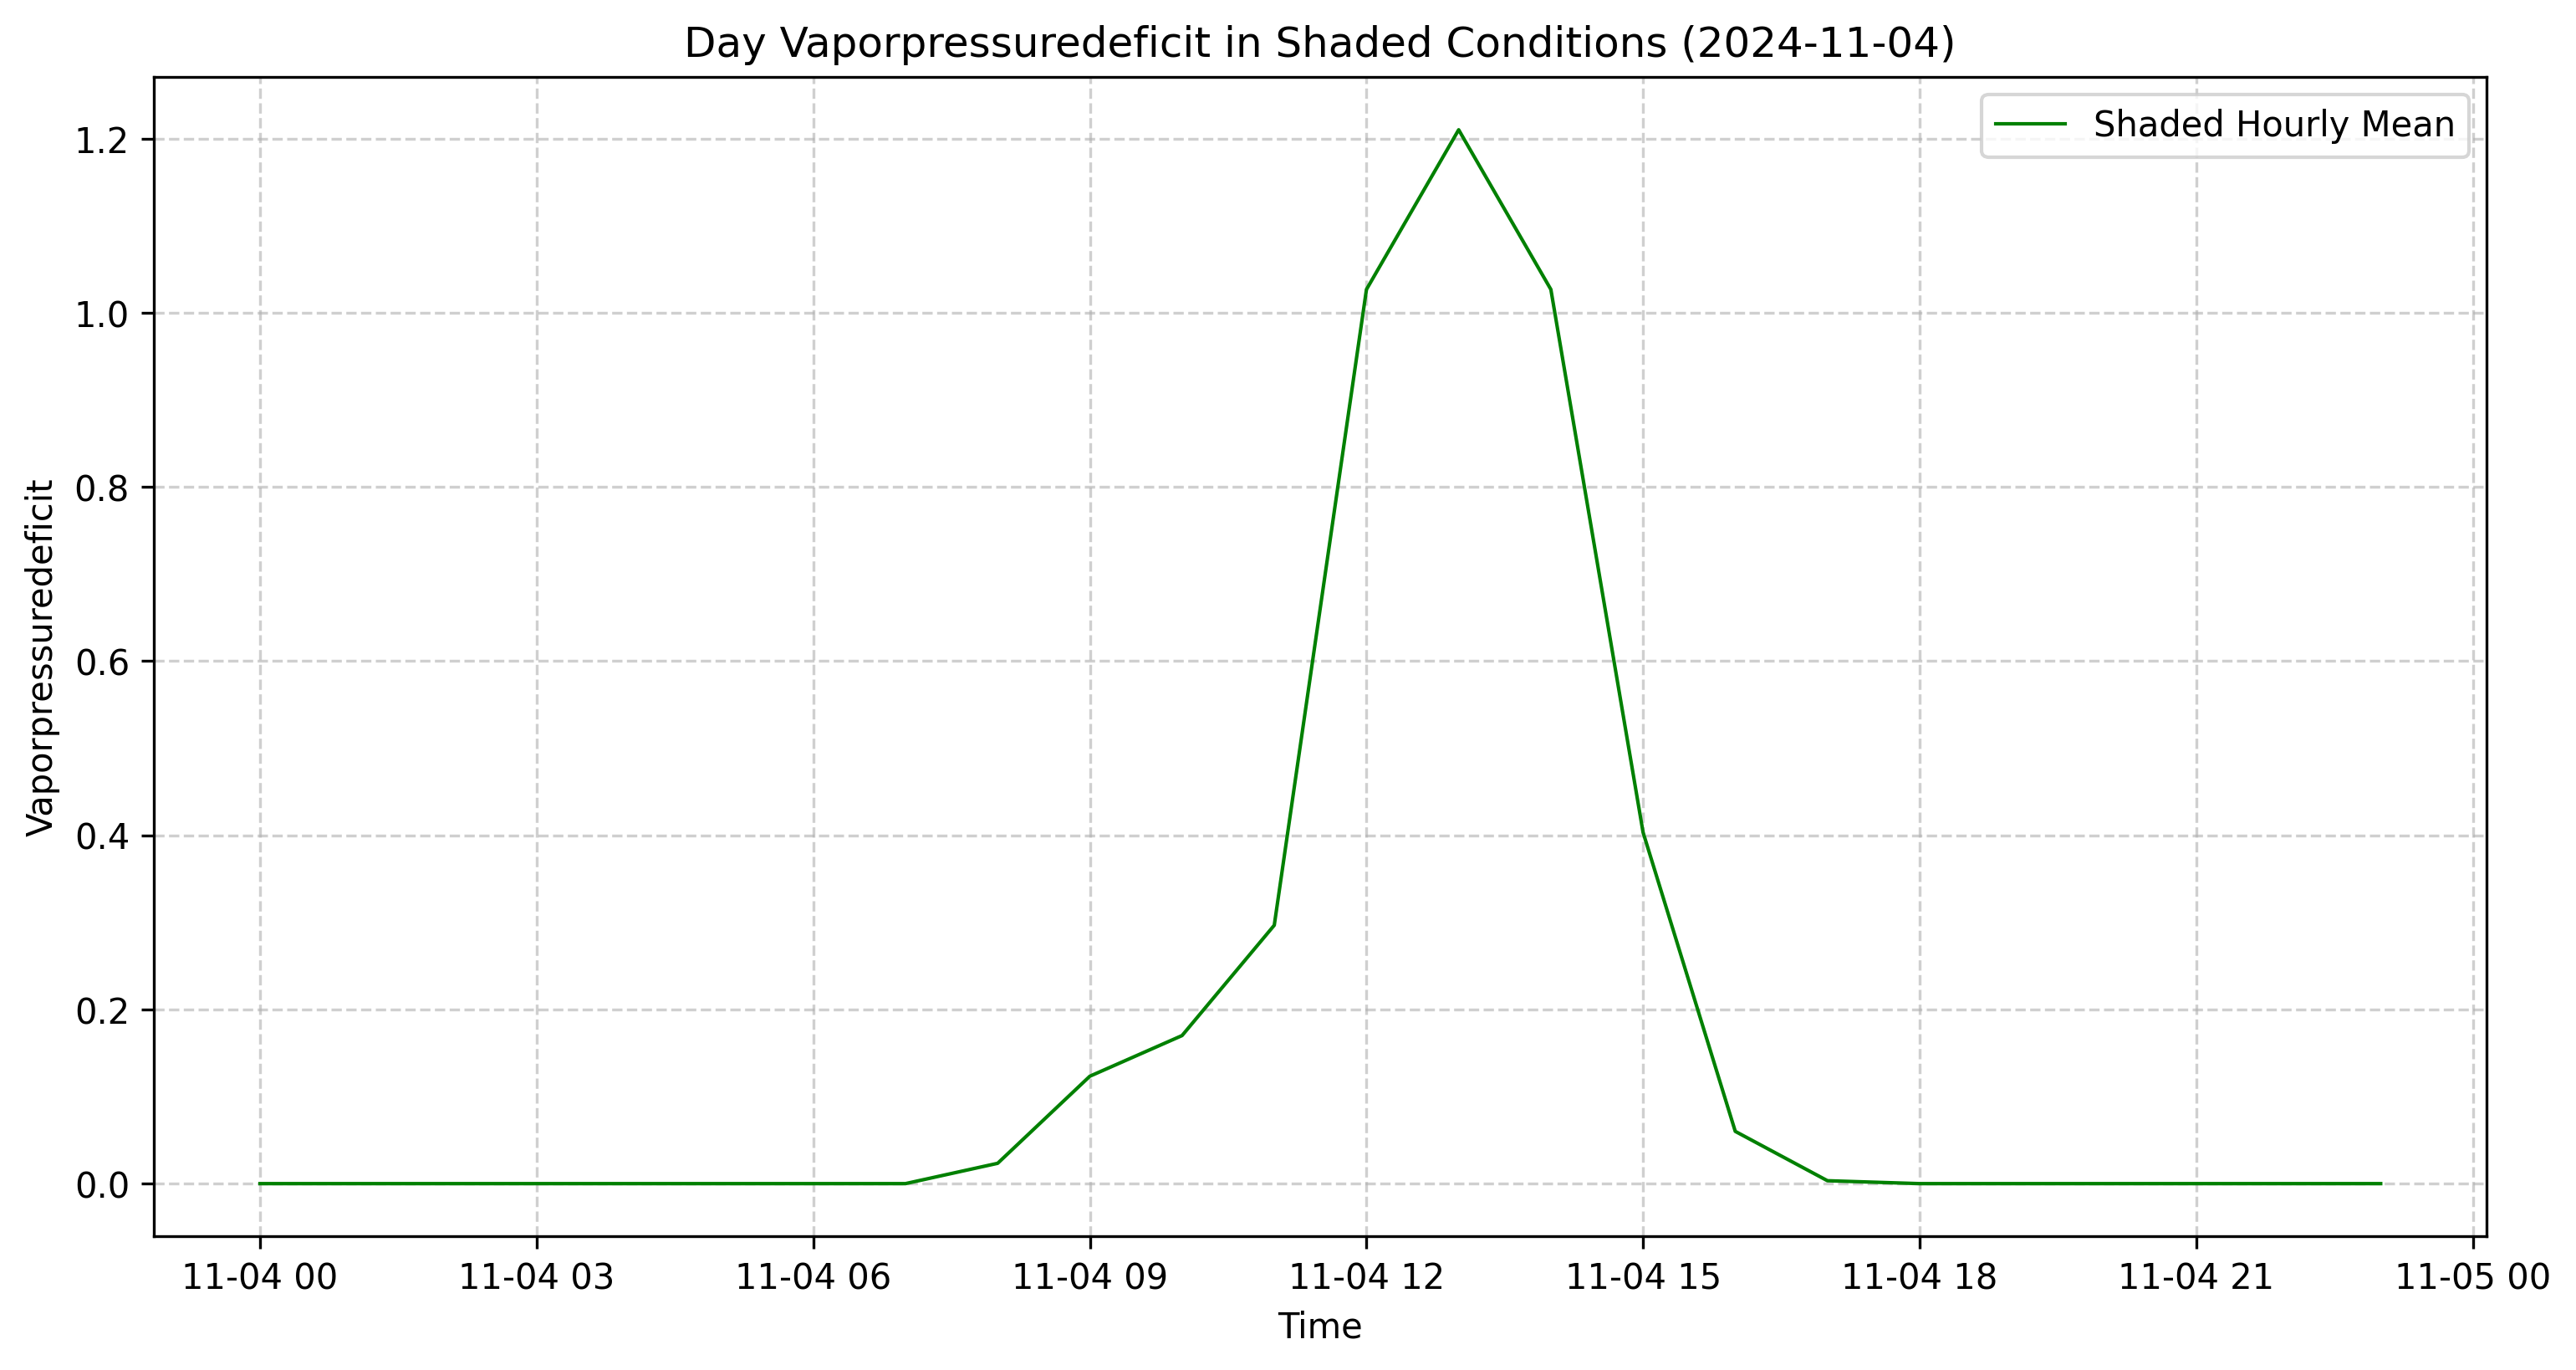 Day Vaporpressuredeficit in Shaded Conditions (2024-11-04)
Shaded Hourly Mean
Vaporpressuredeficit
1.2
1.0
0.8
0.6
0.4
0.2
0.0
11-04 00 11-04 03 11-04 06 11-04 09 11-04 12 11-04 15 11-04 18 11-04 21 11-05 00
Time